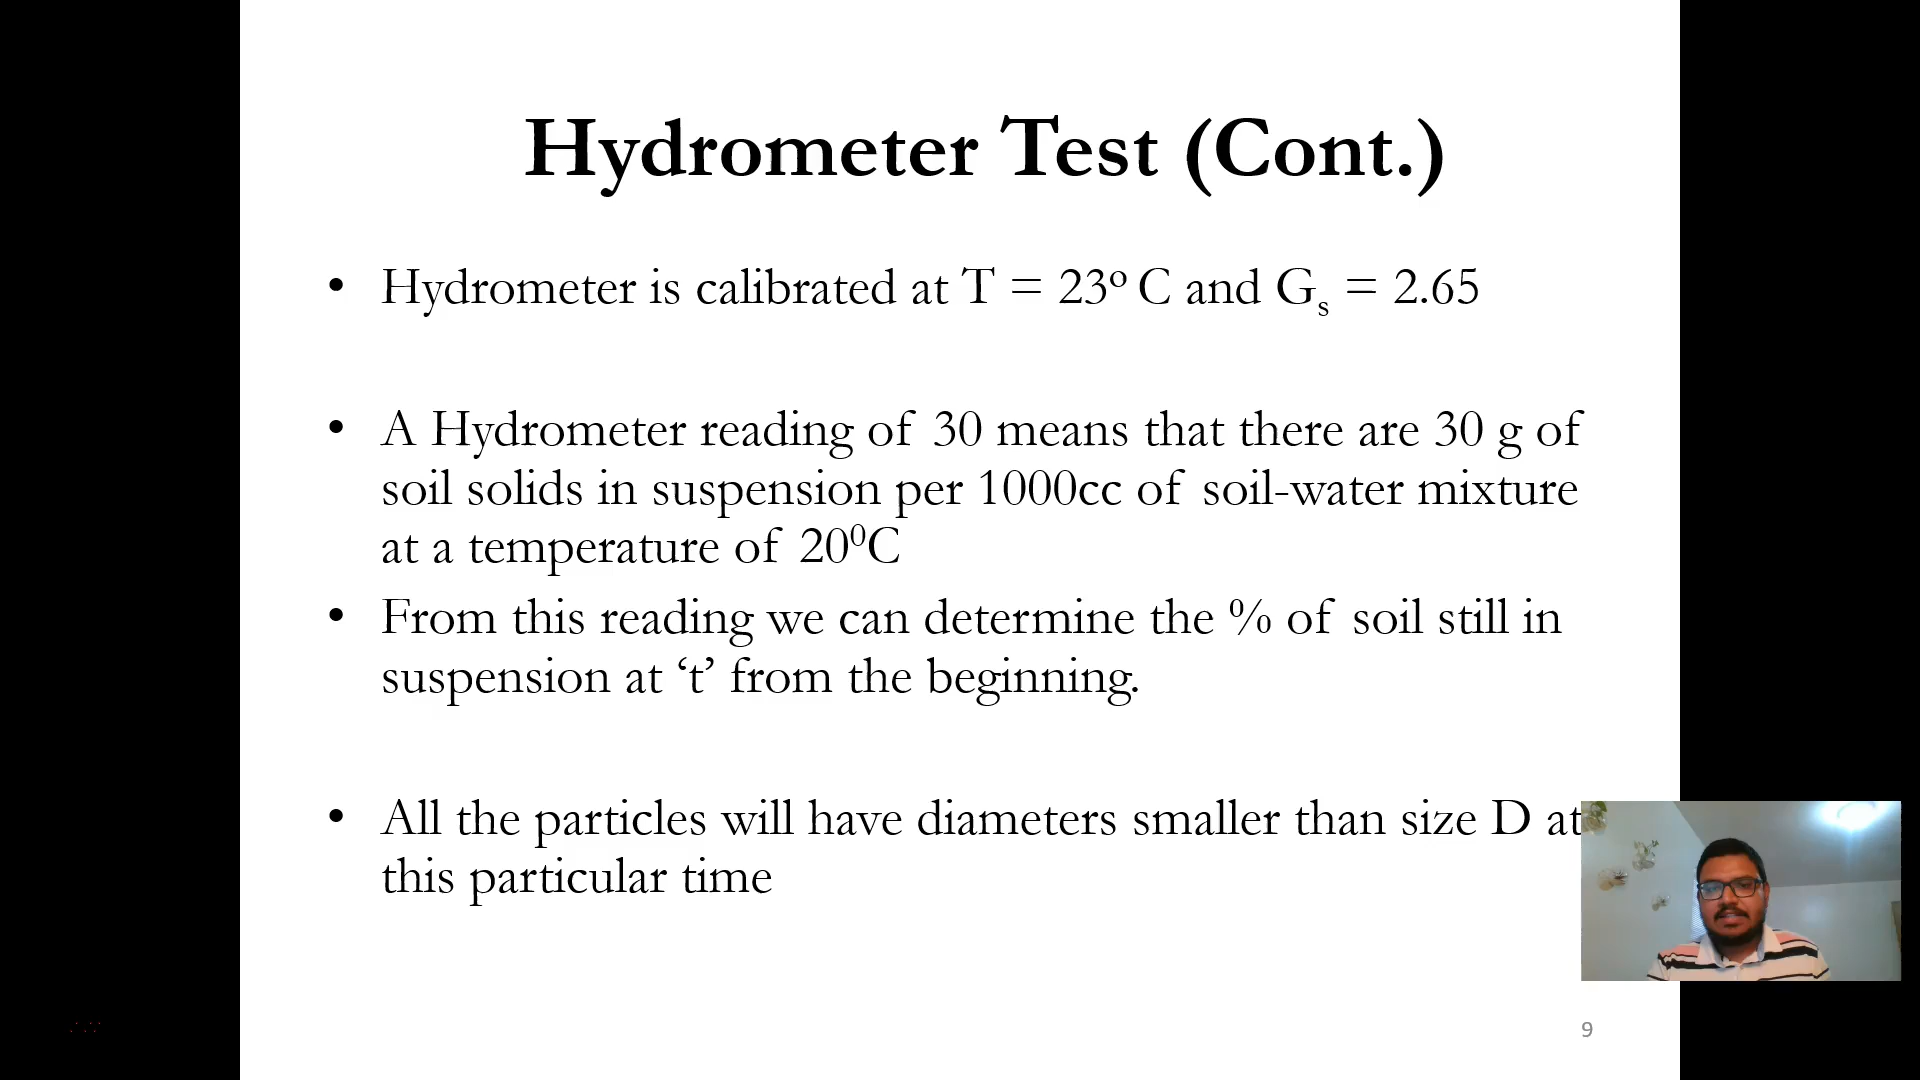 Hydrometer Test (Cont.)
• Hydrometer is calibrated at T = 23º C and Gₛ = 2.65
• A Hydrometer reading of 30 means that there are 30 g of
soil solids in suspension per 1000cc of soil-water mixture
at a temperature of 20⁰C
• From this reading we can determine the % of soil still in
suspension at ‘t’ from the beginning.
• All the particles will have diameters smaller than size D at
this particular time
9